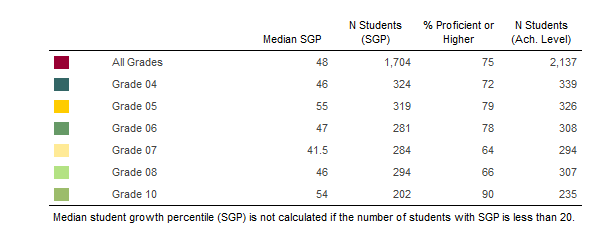 Median SGP N Students (SGP) % Proficient or Higher N Students (Ach. Level)
All Grades 48 1,704 75 2,137
Grade 04 46 324 72 339
Grade 05 55 319 79 326
Grade 06 47 281 78 308
Grade 07 41.5 284 64 294
Grade 08 46 294 66 307
Grade 10 54 202 90 235
Median student growth percentile (SGP) is not calculated if the number of students with SGP is less than 20.